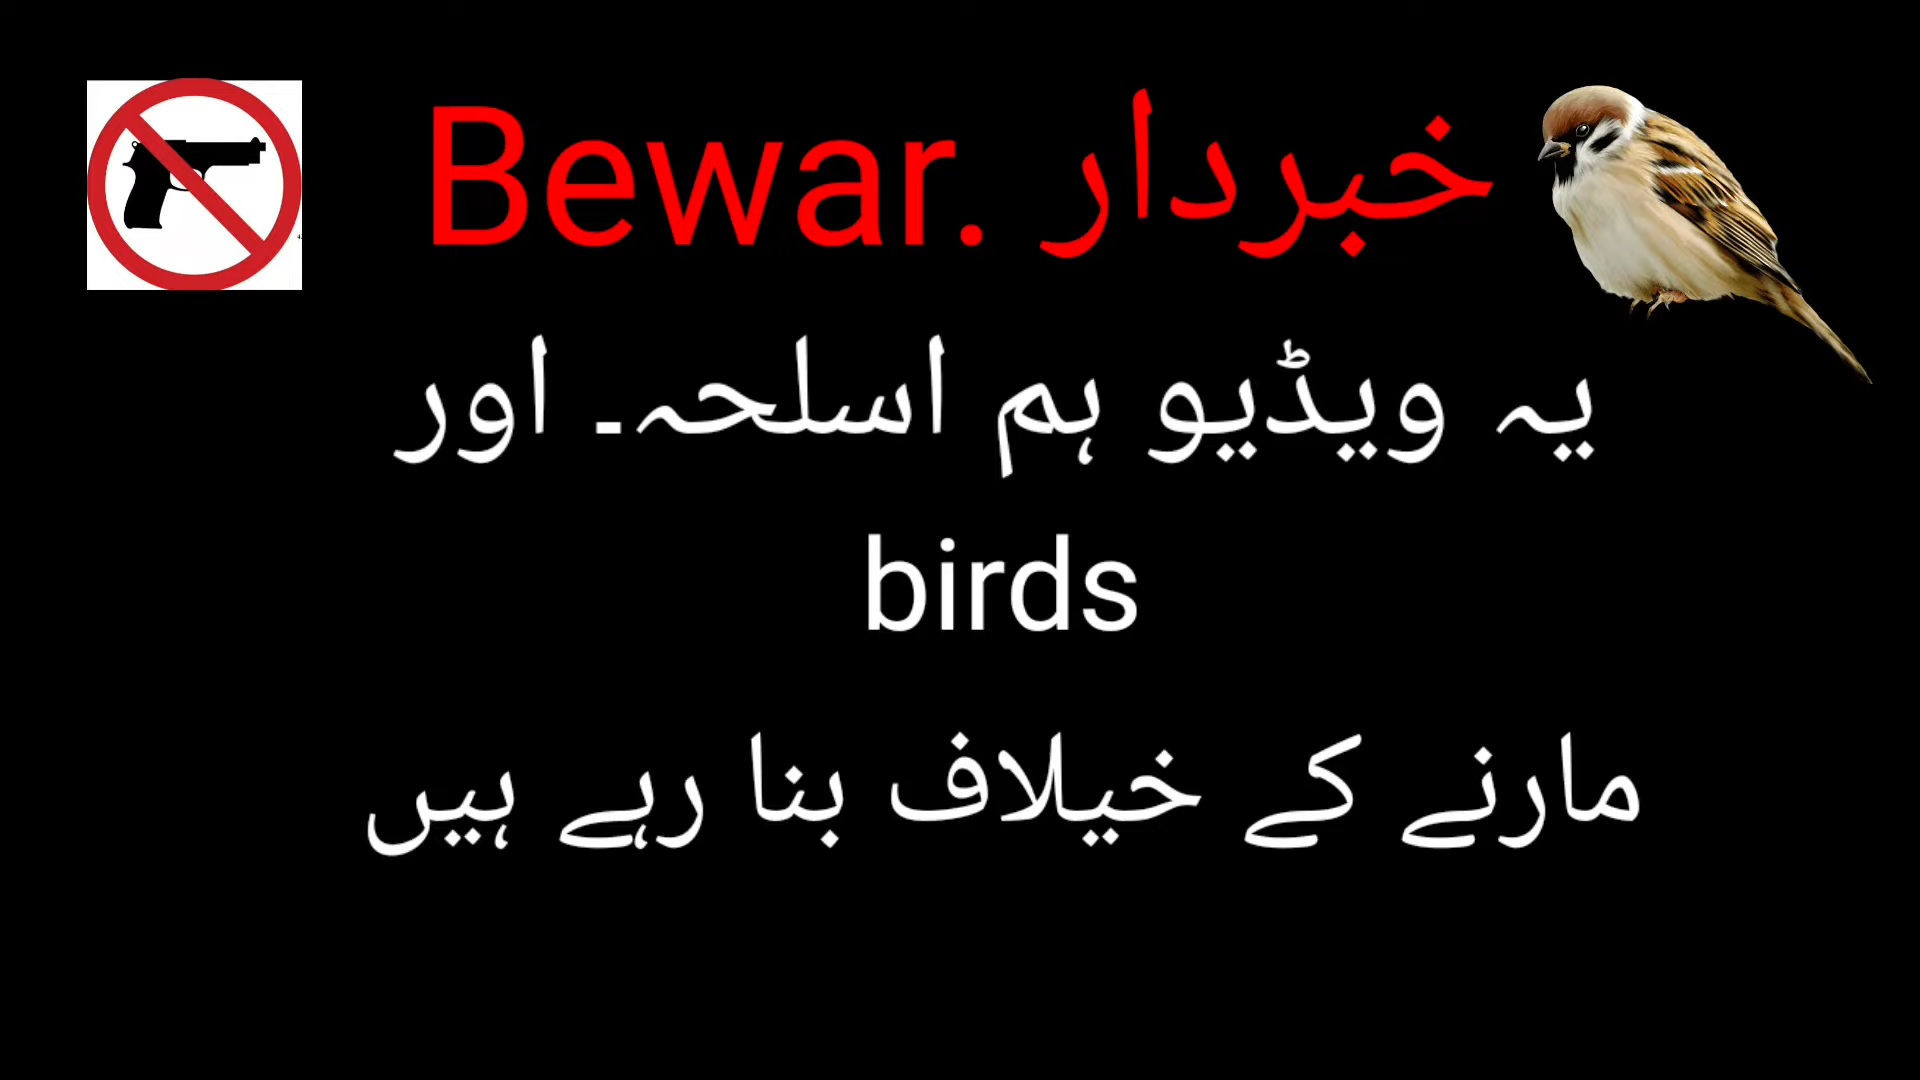 Bewar. خبردار
یہ ویڈیو ہم اسلحہ۔ اور
birds
مارنے کے خیلاف بنا رہے ہیں